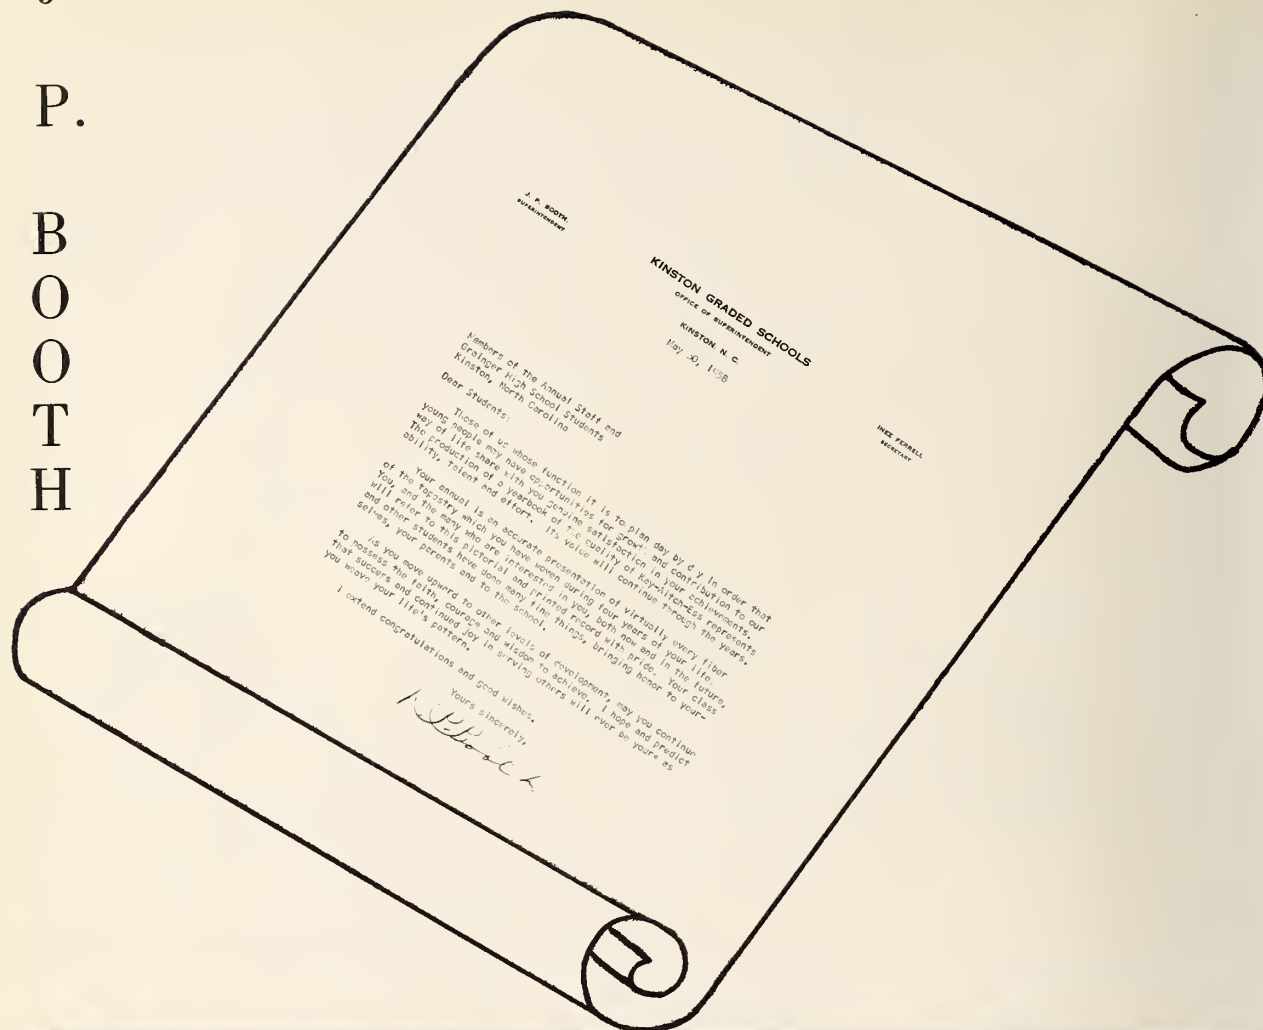 P.
B
O
O
T
H
J. P. BOOTH,
SUPERINTENDENT
KINSTON GRADED SCHOOLS
OFFICE OF SUPERINTENDENT
KINSTON, N. C.
May 30, 1958
INEZ FERRELL
SECRETARY
Members of the Annual Staff and
Grainger High School Students
Kinston, North Carolina
Dear Students:
Those of us whose function it is to plan day by day in order that
young people may have opportunities for growth and contribution to our
way of life share with you genuine satisfaction in your achievements.
The production of a yearbook of the quality of Kay-Aitch-Ess represents
ability, talent and effort. Its value will continue through the years.
Your annual is an accurate presentation of virtually every fiber
of the tapestry which you have woven during four years of your life.
You, and the many who are interested in you, both now and in the future,
will refer to this pictorial and printed record with pride. Your class
and other students have done many fine things, bringing honor to your-
selves, your parents and to the school.
As you move upward to other levels of development, may you continue
to possess the faith, courage and wisdom to achieve. I hope and predict
that success and continued joy in serving others will ever be yours as
you weave your life's pattern.
I extend congratulations and good wishes.
Yours sincerely,
J. P. Booth